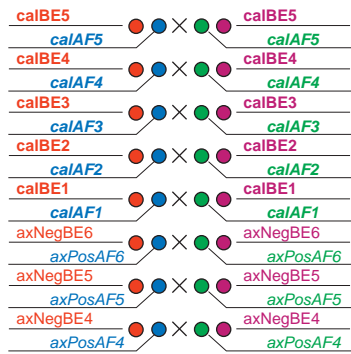 calBE5 calBE5
calAF5 calAF5
calBE4 calBE4
calAF4 calAF4
calBE3 calBE3
calAF3 calAF3
calBE2 calBE2
calAF2 calAF2
calBE1 calBE1
calAF1 calAF1
axNegBE6 axNegBE6
axPosAF6 axPosAF6
axNegBE5 axNegBE5
axPosAF5 axPosAF5
axNegBE4 axNegBE4
axPosAF4 axPosAF4